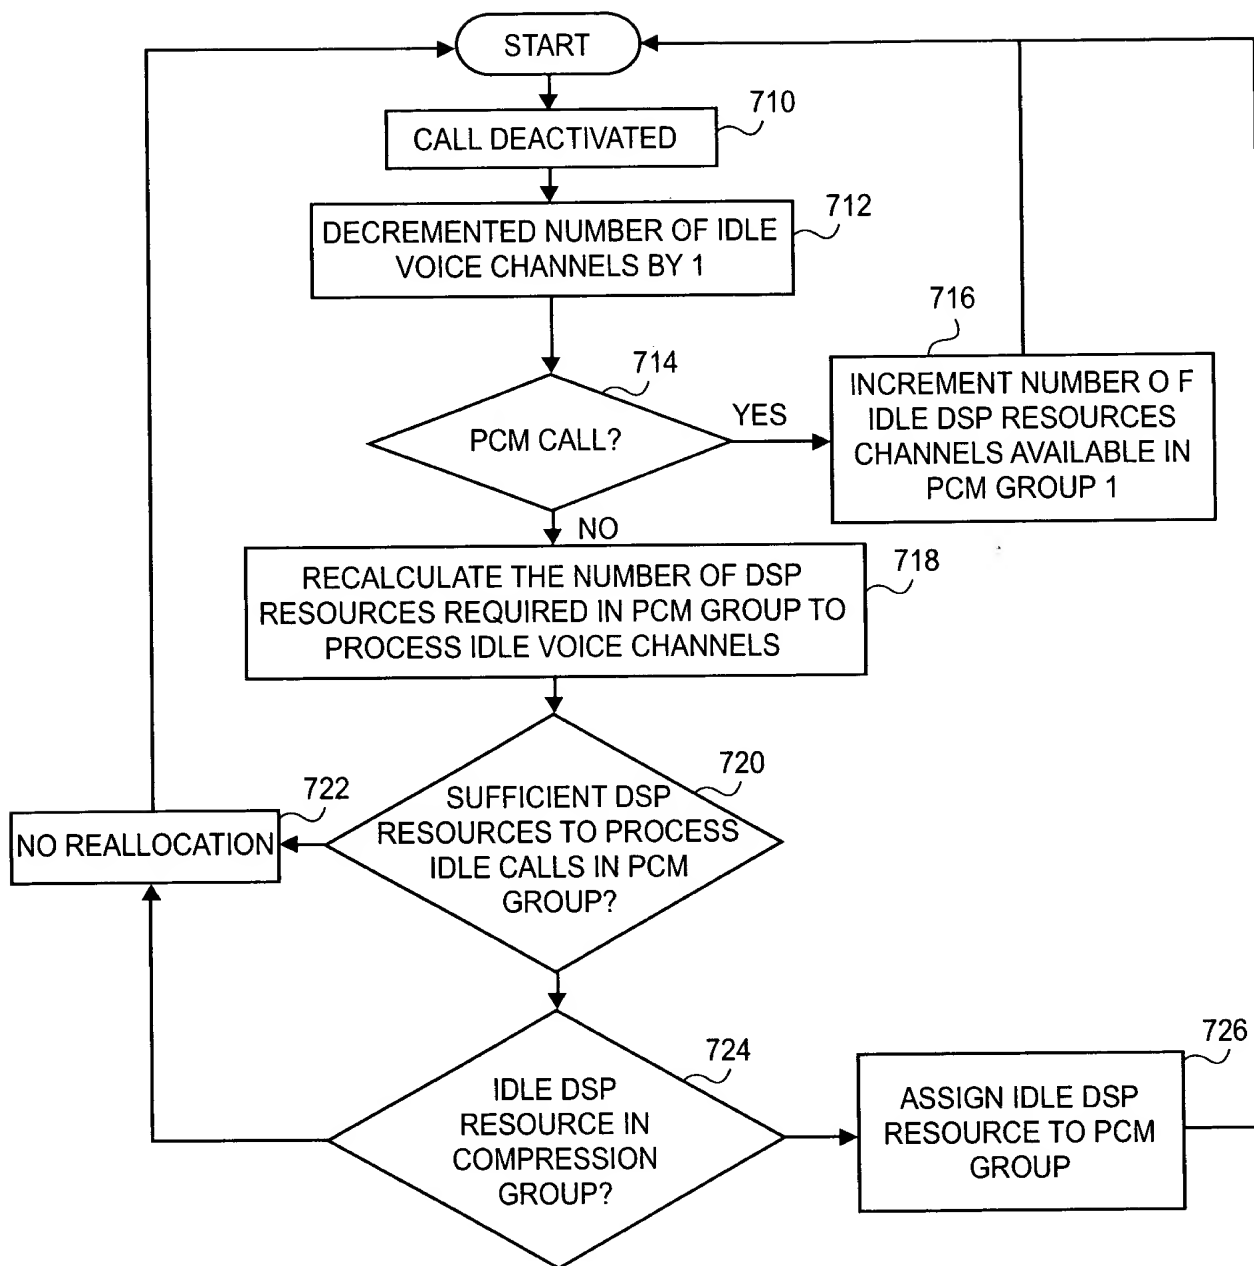 START
710
CALL DEACTIVATED
712
DECREMENTED NUMBER OF IDLE
VOICE CHANNELS BY 1
714
PCM CALL?
YES
716
INCREMENT NUMBER O F
IDLE DSP RESOURCES
CHANNELS AVAILABLE IN
PCM GROUP 1
NO
718
RECALCULATE THE NUMBER OF DSP
RESOURCES REQUIRED IN PCM GROUP TO
PROCESS IDLE VOICE CHANNELS
720
SUFFICIENT DSP
RESOURCES TO PROCESS
IDLE CALLS IN PCM
GROUP?
722
NO REALLOCATION
724
IDLE DSP
RESOURCE IN
COMPRESSION
GROUP?
726
ASSIGN IDLE DSP
RESOURCE TO PCM
GROUP